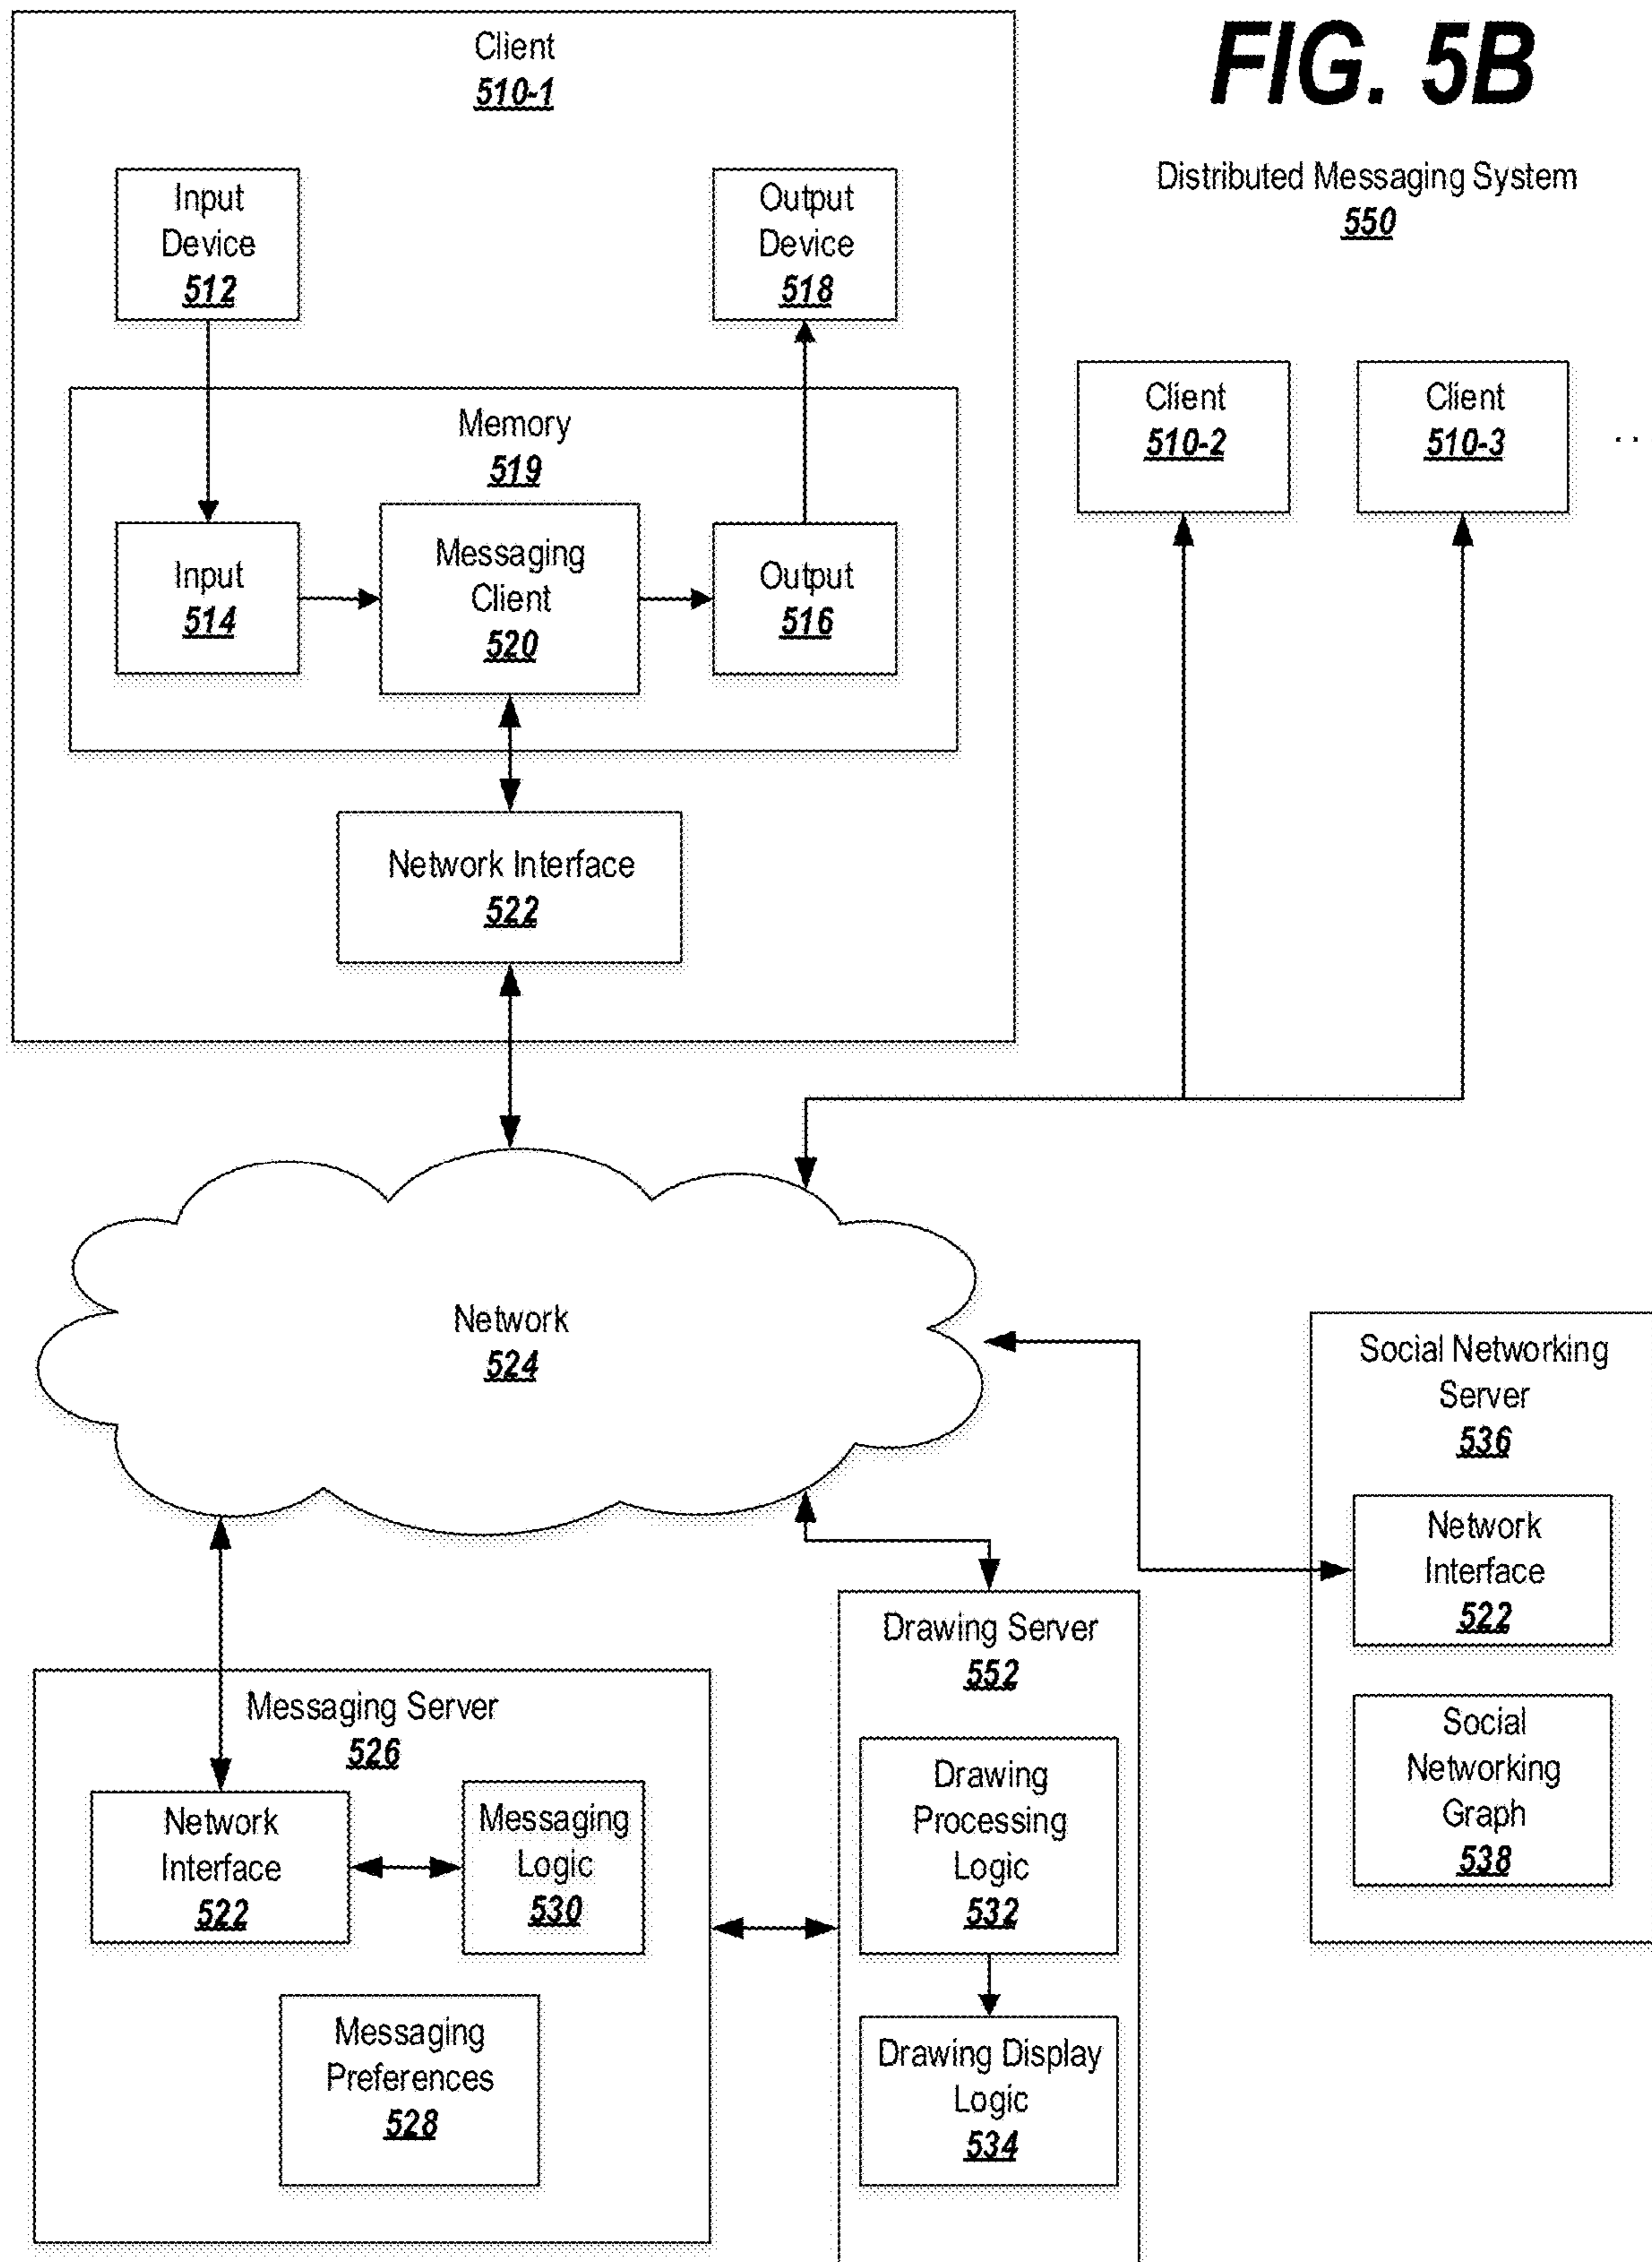 FIG. 5B
Distributed Messaging System
550
Client
510-1
Input
Device
512
Output
Device
518
Memory
519
Input
514
Messaging
Client
520
Output
516
Network Interface
522
Client
510-2
Client
510-3
...
Network
524
Social Networking
Server
536
Network
Interface
522
Social
Networking
Graph
538
Messaging Server
526
Network
Interface
522
Messaging
Logic
530
Messaging
Preferences
528
Drawing Server
552
Drawing
Processing
Logic
532
Drawing Display
Logic
534